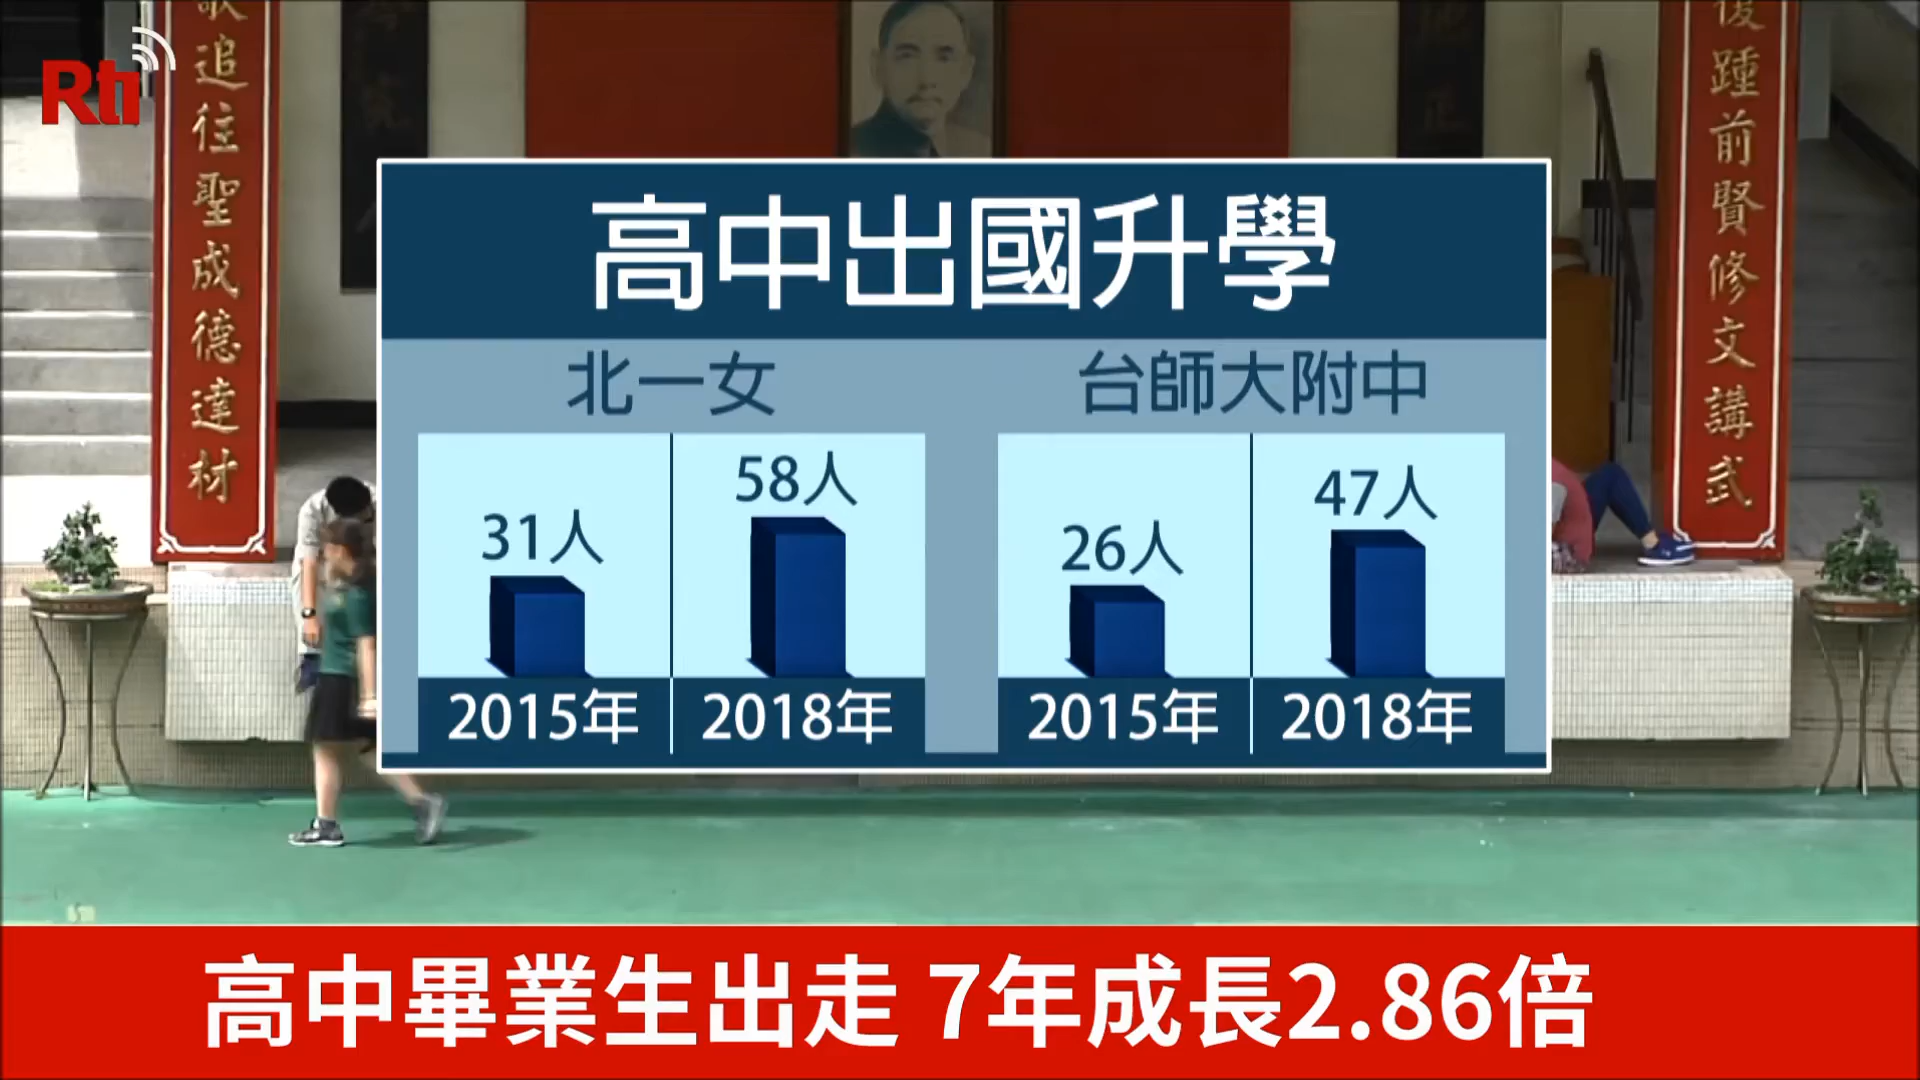 Rti
追往聖成德達材
後踵前賢修文講武
高中出國升學
北一女
台師大附中
31人
58人
26人
47人
2015年
2018年
2015年
2018年
高中畢業生出走 7年成長2.86倍